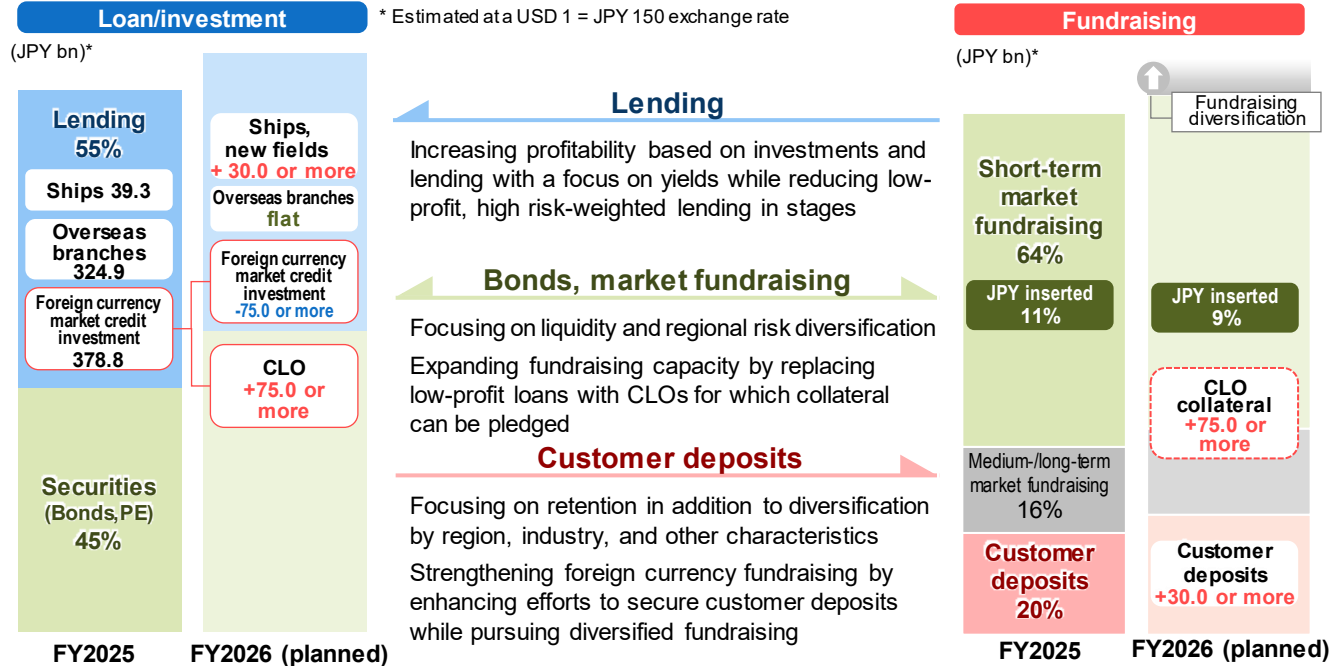 Loan/investment
* Estimated at a USD 1 = JPY 150 exchange rate
(JPY bn)*
Lending
55%
Ships 39.3
Overseas
branches
324.9
Foreign currency
market credit
investment
378.8
Securities
(Bonds,PE)
45%
FY2025
Ships,
new fields
+ 30.0 or more
Overseas branches
flat
Foreign currency
market credit
investment
-75.0 or more
CLO
+75.0 or
more
FY2026 (planned)
Lending
Increasing profitability based on investments and
lending with a focus on yields while reducing low-
profit, high risk-weighted lending in stages
Bonds, market fundraising
Focusing on liquidity and regional risk diversification
Expanding fundraising capacity by replacing
low-profit loans with CLOs for which collateral
can be pledged
Customer deposits
Focusing on retention in addition to diversification
by region, industry, and other characteristics
Strengthening foreign currency fundraising by
enhancing efforts to secure customer deposits
while pursuing diversified fundraising
Fundraising
(JPY bn)*
Short-term
market
fundraising
64%
JPY inserted
11%
Medium-/long-term
market fundraising
16%
Customer
deposits
20%
FY2025
Fundraising
diversification
JPY inserted
9%
CLO
collateral
+75.0 or
more
Customer
deposits
+30.0 or more
FY2026 (planned)